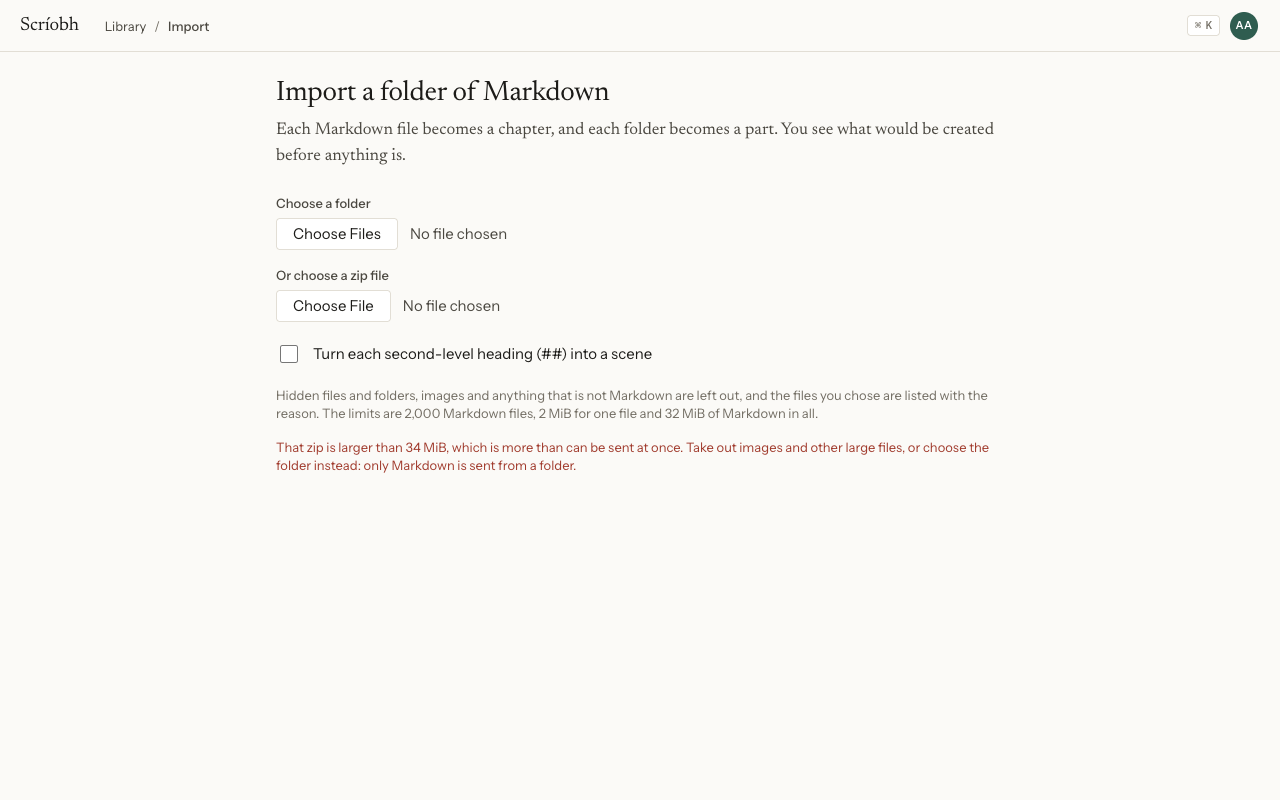 Scríobh
Library / Import
⌘ K
AA
Import a folder of Markdown
Each Markdown file becomes a chapter, and each folder becomes a part. You see what would be created
before anything is.
Choose a folder
Choose Files No file chosen
Or choose a zip file
Choose File No file chosen
Turn each second-level heading (##) into a scene
Hidden files and folders, images and anything that is not Markdown are left out, and the files you chose are listed with the
reason. The limits are 2,000 Markdown files, 2 MiB for one file and 32 MiB of Markdown in all.
That zip is larger than 34 MiB, which is more than can be sent at once. Take out images and other large files, or choose the
folder instead: only Markdown is sent from a folder.